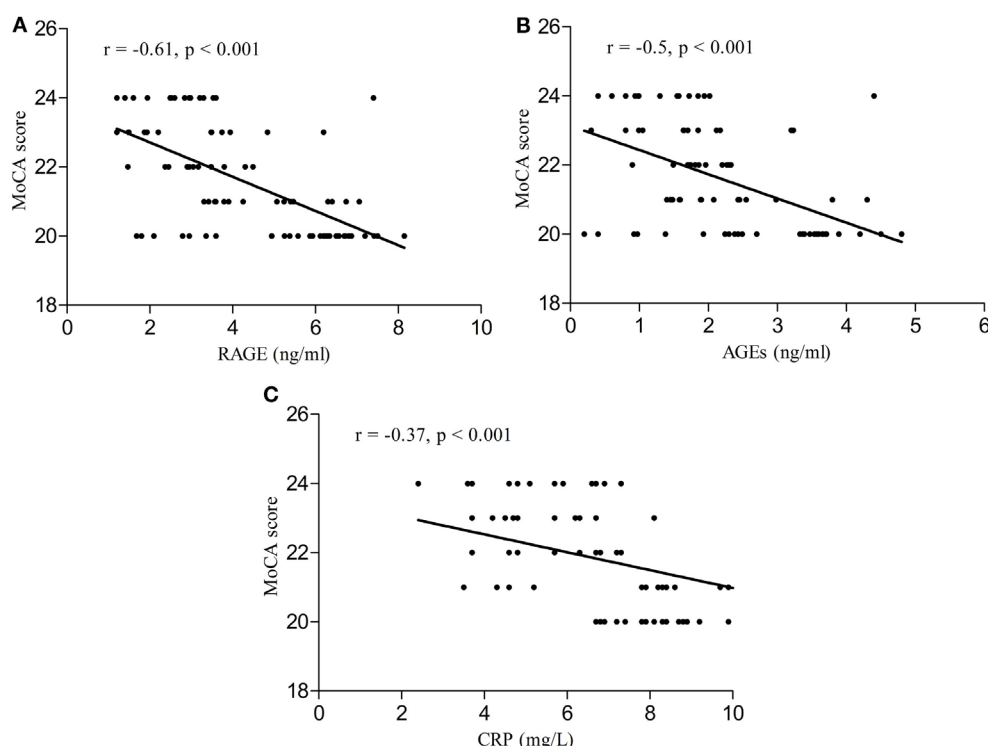 A
r = -0.61, p < 0.001
MoCA score
26
24
22
20
18
0 2 4 6 8 10
RAGE (ng/ml)
B
r = -0.5, p < 0.001
MoCA score
26
24
22
20
18
0 1 2 3 4 5 6
AGEs (ng/ml)
C
r = -0.37, p < 0.001
MoCA score
26
24
22
20
18
0 2 4 6 8 10
CRP (mg/L)